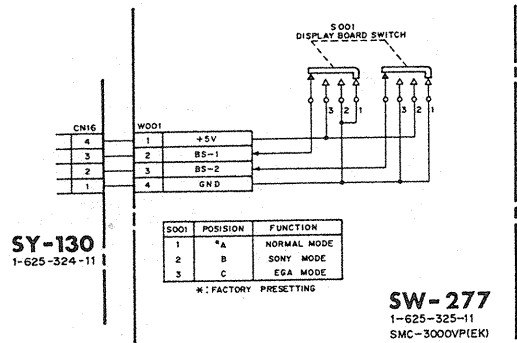 S001
DISPLAY BOARD SWITCH
3 2 1 3 2 1
CN16 W001
4 1 +5V
3 2 BS-1
2 3 BS-2
1 4 GND
S001 POSISION FUNCTION
1 *A NORMAL MODE
2 B SONY MODE
3 C EGA MODE
*: FACTORY PRESETTING
SY-130
1-625-324-11
SW-277
1-625-325-11
SMC-3000VP(EK)